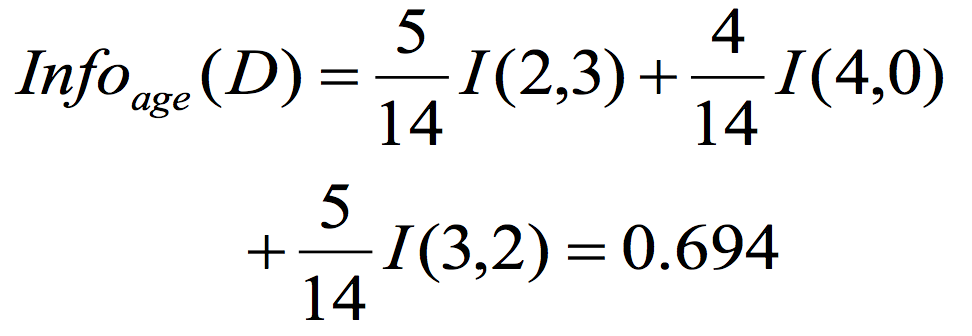 Info_age(D) = 5/14 I(2,3) + 4/14 I(4,0)
+ 5/14 I(3,2) = 0.694